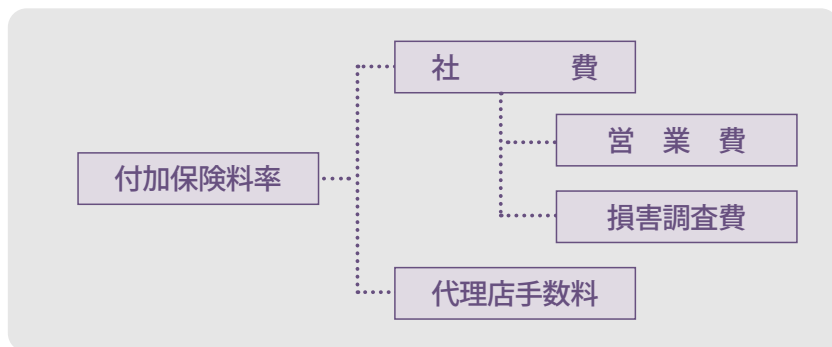 社費
営業費
付加保険料率
損害調査費
代理店手数料